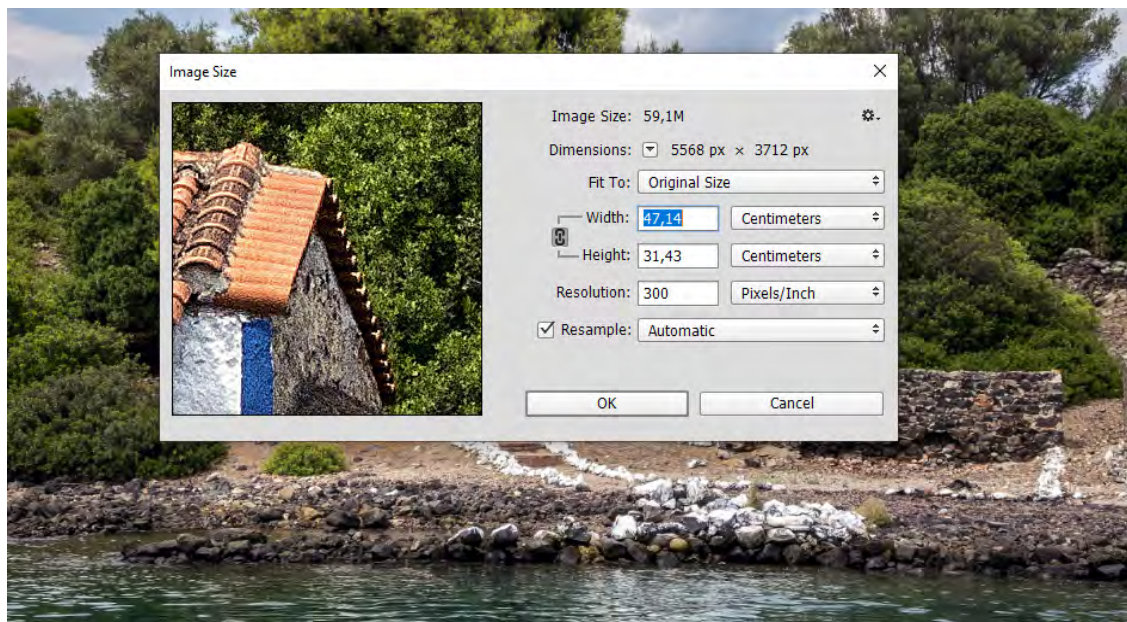 Image Size
Image Size: 59,1M
Dimensions: 5568 px × 3712 px
Fit To: Original Size
Width: 47,14 Centimeters
Height: 31,43 Centimeters
Resolution: 300 Pixels/Inch
Resample: Automatic
OK Cancel